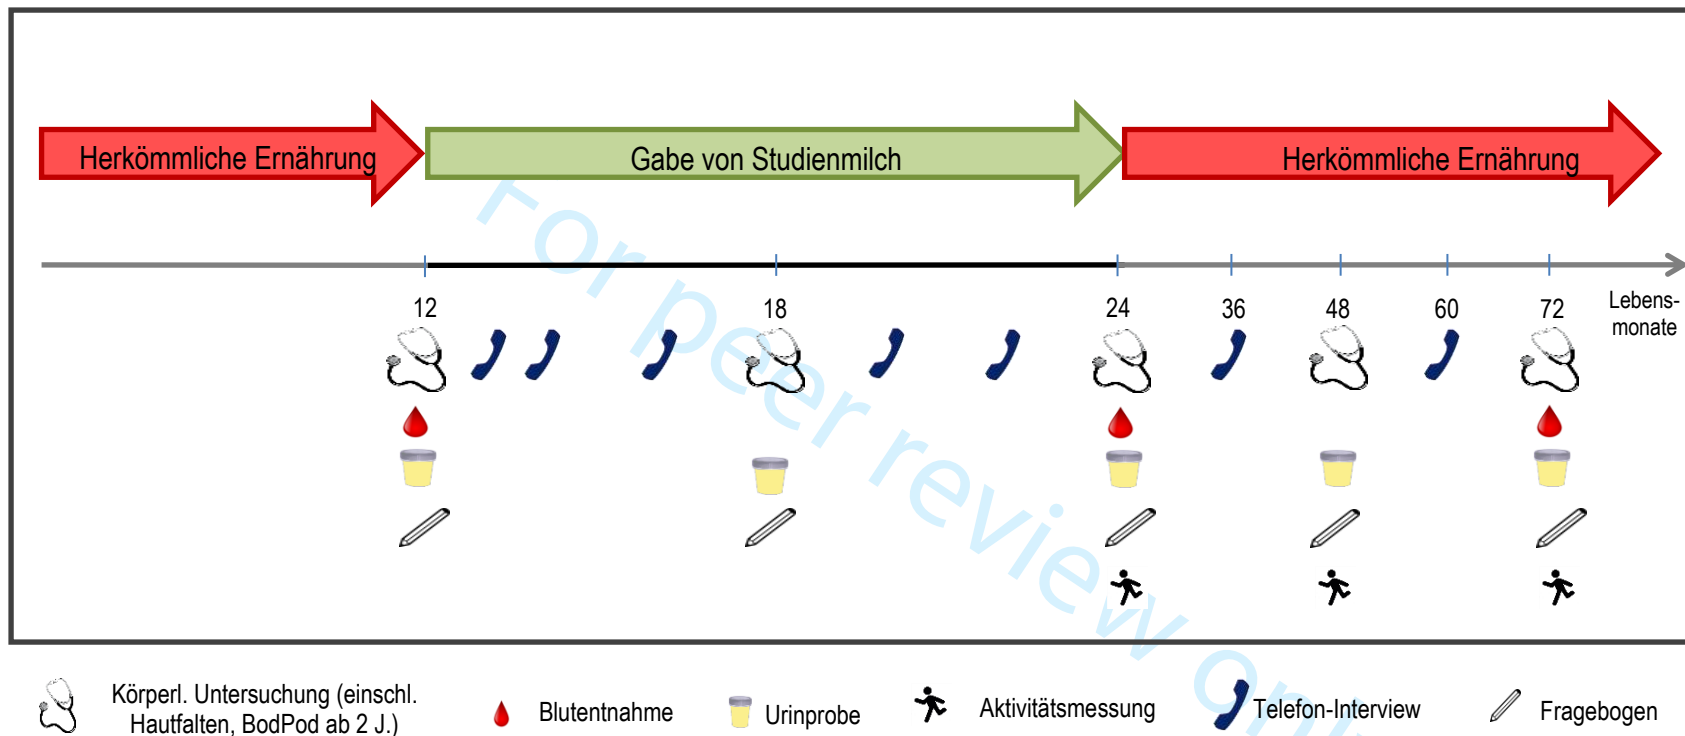 Herkömmliche Ernährung
Gabe von Studienmilch
Herkömmliche Ernährung
12
18
24
36
48
60
72
Lebens-
monate
For peer review only
Körperl. Untersuchung (einschl.
Hautfalten, BodPod ab 2 J.)
Blutentnahme
Urinprobe
Aktivitätsmessung
Telefon-Interview
Fragebogen